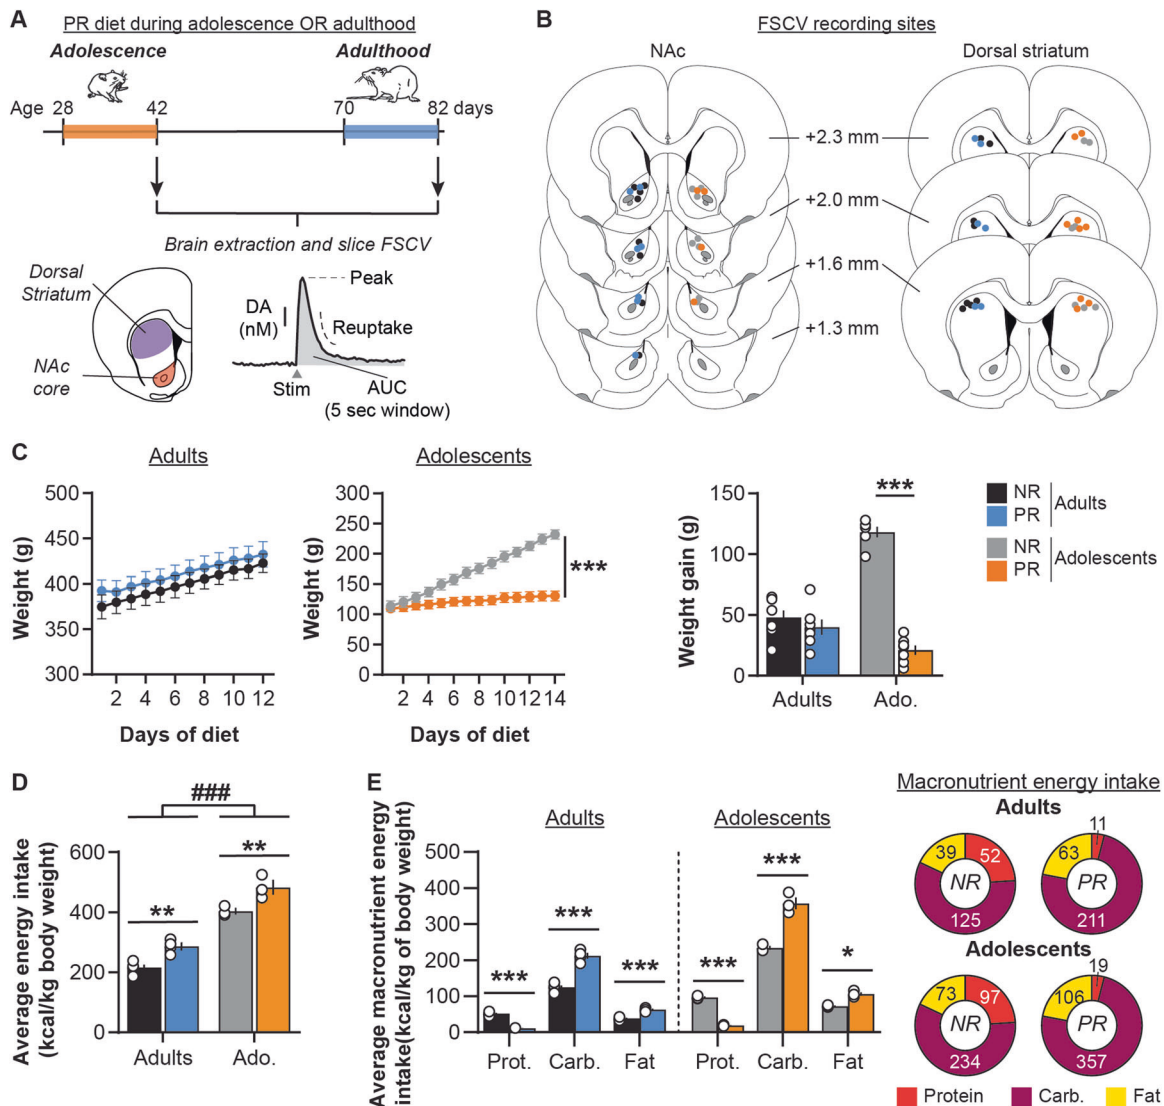 A
PR diet during adolescence OR adulthood
Adolescence
Adulthood
Age 28 42 70 82 days
Brain extraction and slice FSCV
Dorsal
Striatum
NAc
core
DA
(nM)
Peak
Reuptake
Stim
AUC
(5 sec window)
B
FSCV recording sites
NAc
Dorsal striatum
+2.3 mm
+2.0 mm
+1.6 mm
+1.3 mm
C
Adults
Weight (g)
500
450
400
350
300
2 4 6 8 10 12
Days of diet
Adolescents
Weight (g)
300
250
200
150
100
50
0
2 4 6 8 10 12 14
Days of diet
***
Weight gain (g)
150
100
50
0
***
Adults Ado.
NR
PR
Adults
NR
PR
Adolescents
D
Average energy intake
(kcal/kg body weight)
600
400
200
0
###
**
**
Adults Ado.
E
Average macronutrient energy
intake(kcal/kg of body weight)
500
400
300
200
100
0
Adults
Adolescents
***
***
***
***
***
*
Prot. Carb. Fat Prot. Carb. Fat
Macronutrient energy intake
Adults
39 52
NR
125
11
63
PR
211
Adolescents
73 97
NR
234
19
106
PR
357
Protein Carb. Fat